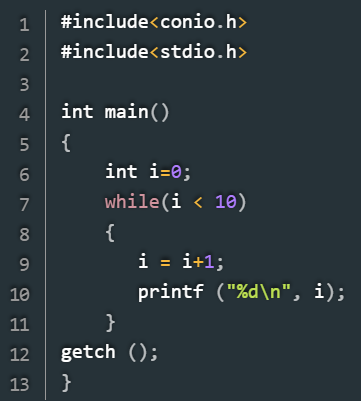 1 #include<conio.h>
2 #include<stdio.h>
3
4 int main()
5 {
6     int i=0;
7     while(i < 10)
8     {
9        i = i+1;
10        printf ("%d\n", i);
11     }
12 getch ();
13 }